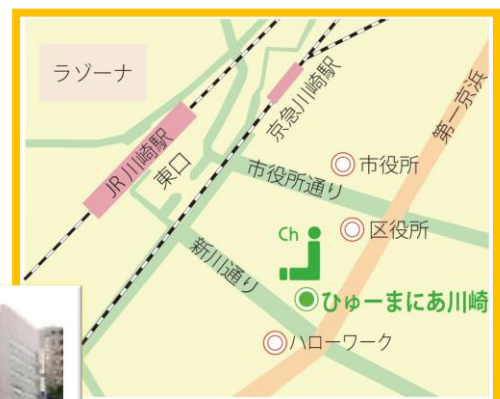 ラゾーナ
JR川崎駅
東口
京急川崎駅
第一京浜
市役所
市役所通り
区役所
新川通り
Ch
ひゅーまにあ川崎
ハローワーク